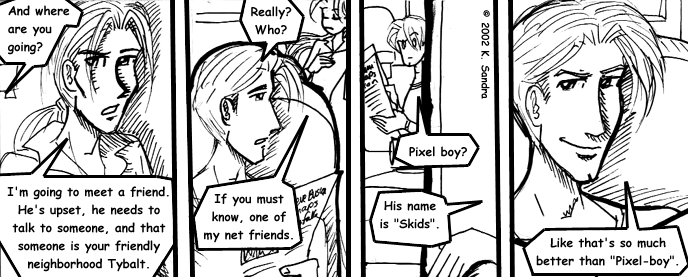 And where
are you
going?
I'm going to meet a friend.
He's upset, he needs to
talk to someone, and that
someone is your friendly
neighborhood Tybalt.
Really?
Who?
If you must
know, one of
my net friends.
© 2002 K. Sandra
Pixel boy?
His name
is "Skids".
Like that's so much
better than "Pixel-boy".